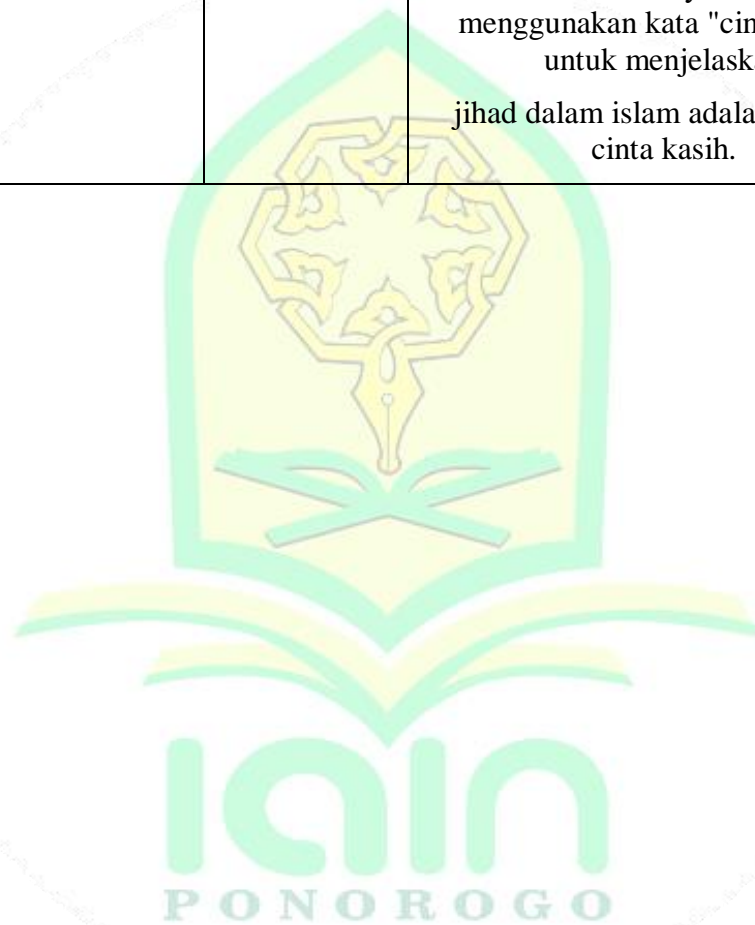 menggunakan kata "cin
untuk menjelask
jihad dalam islam adala
cinta kasih.
iain
PONOROGO